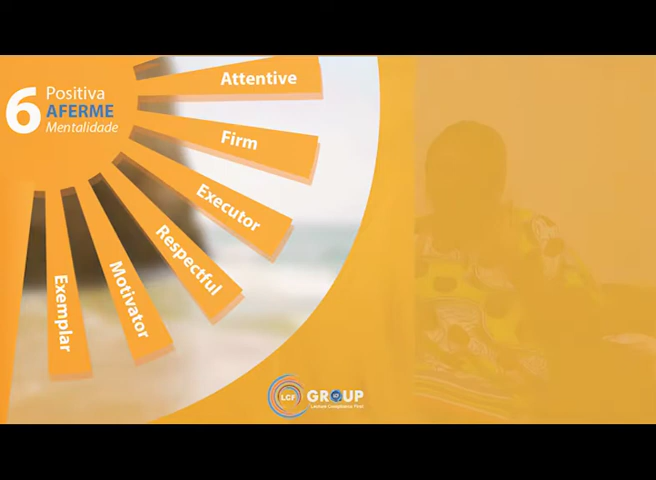 6
Positiva
AFERME
Mentalidade
Attentive
Firm
Executor
Respectful
Motivator
Exemplar
LCF
GROUP